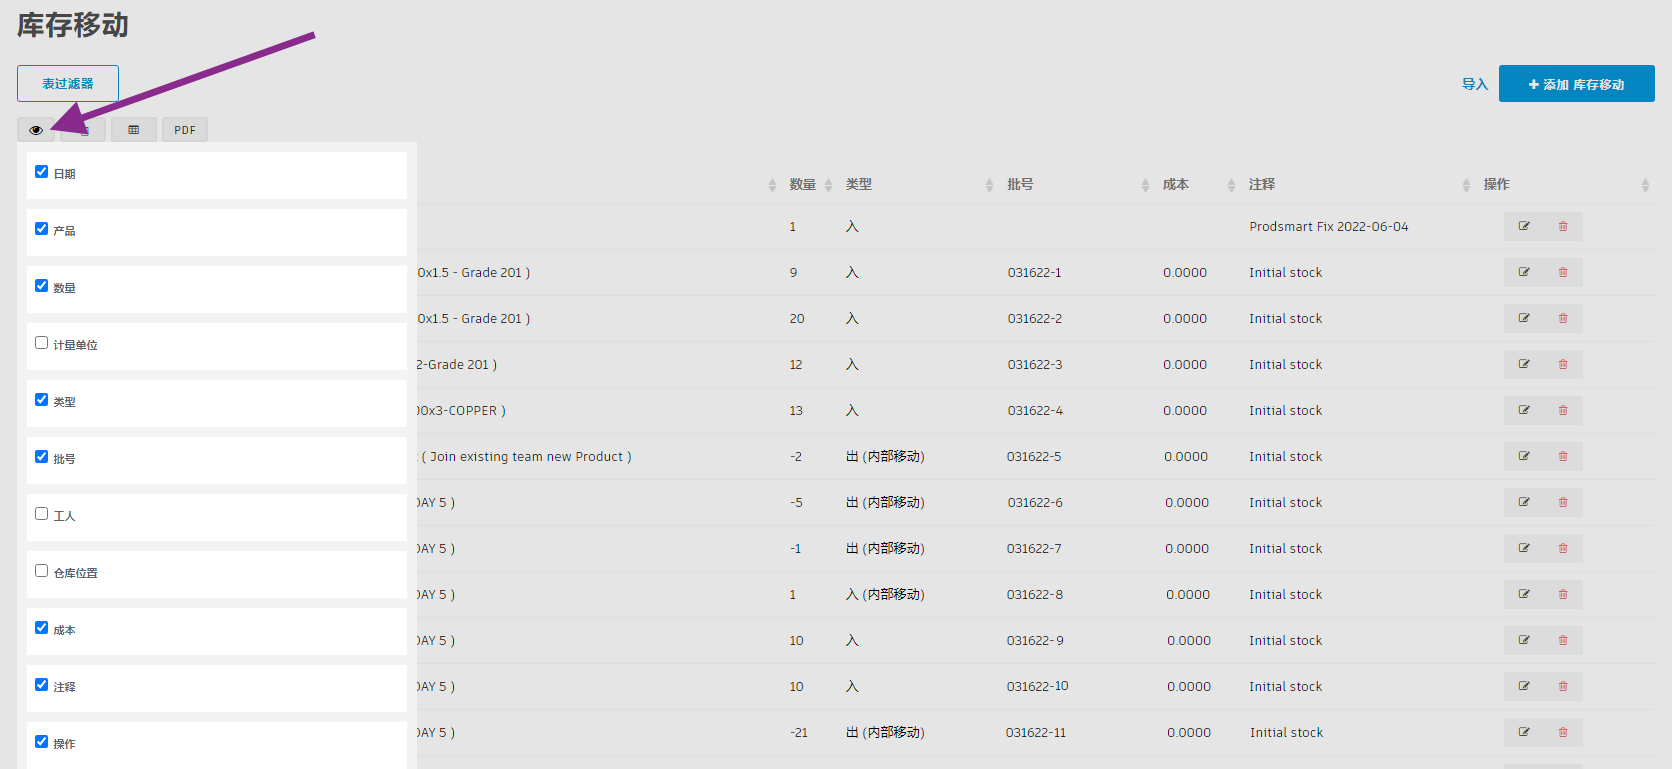 库存移动
表过滤器
导入
添加 库存移动
PDF
日期
产品
数量
计量单位
类型
批号
工人
仓库位置
成本
注释
操作
数量 类型 批号 成本 注释 操作
1 入 Prodsmart Fix 2022-06-04
0x1.5 - Grade 201 ) 9 入 031622-1 0.0000 Initial stock
0x1.5 - Grade 201 ) 20 入 031622-2 0.0000 Initial stock
2-Grade 201 ) 12 入 031622-3 0.0000 Initial stock
00x3-COPPER ) 13 入 031622-4 0.0000 Initial stock
( Join existing team new Product ) -2 出 (内部移动) 031622-5 0.0000 Initial stock
DAY 5 ) -5 出 (内部移动) 031622-6 0.0000 Initial stock
DAY 5 ) -1 出 (内部移动) 031622-7 0.0000 Initial stock
DAY 5 ) 1 入 (内部移动) 031622-8 0.0000 Initial stock
DAY 5 ) 10 入 031622-9 0.0000 Initial stock
DAY 5 ) 10 入 031622-10 0.0000 Initial stock
DAY 5 ) -21 出 (内部移动) 031622-11 0.0000 Initial stock